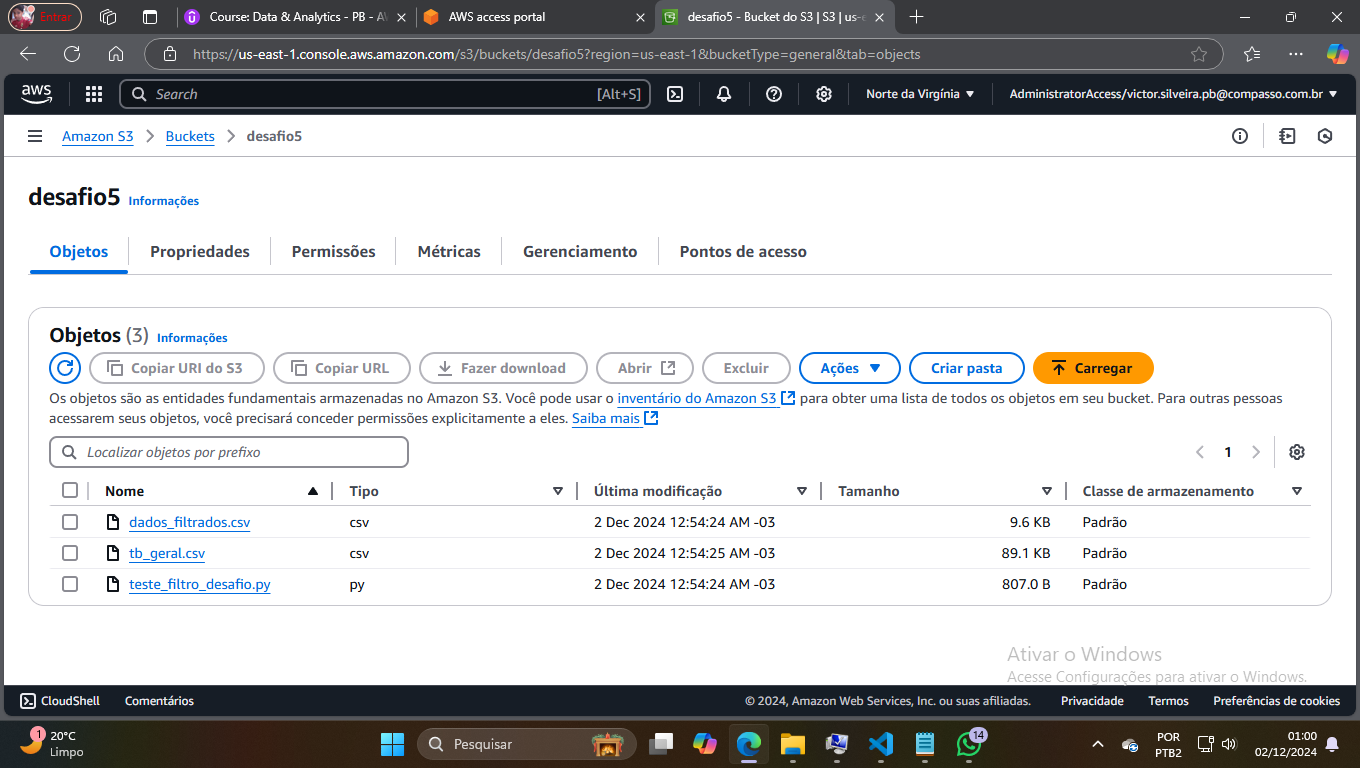 Entrar
Course: Data & Analytics - PB - AW
AWS access portal
desafio5 - Bucket do S3 | S3 | us-e
https://us-east-1.console.aws.amazon.com/s3/buckets/desafio5?region=us-east-1&bucketType=general&tab=objects
aws
Search [Alt+S]
Norte da Virgínia
AdministratorAccess/victor.silveira.pb@compasso.com.br
Amazon S3 > Buckets > desafio5
desafio5 Informações
Objetos Propriedades Permissões Métricas Gerenciamento Pontos de acesso
Objetos (3) Informações
Copiar URI do S3 Copiar URL Fazer download Abrir Excluir Ações Criar pasta Carregar
Os objetos são as entidades fundamentais armazenadas no Amazon S3. Você pode usar o inventário do Amazon S3 para obter uma lista de todos os objetos em seu bucket. Para outras pessoas
acessarem seus objetos, você precisará conceder permissões explicitamente a eles. Saiba mais
Localizar objetos por prefixo
1
Nome Tipo Última modificação Tamanho Classe de armazenamento
dados_filtrados.csv csv 2 Dec 2024 12:54:24 AM -03 9.6 KB Padrão
tb_geral.csv csv 2 Dec 2024 12:54:25 AM -03 89.1 KB Padrão
teste_filtro_desafio.py py 2 Dec 2024 12:54:24 AM -03 807.0 B Padrão
Ativar o Windows
Acesse Configurações para ativar o Windows.
CloudShell Comentários © 2024, Amazon Web Services, Inc. ou suas afiliadas. Privacidade Termos Preferências de cookies
1
20°C
Limpo
Pesquisar
14
POR
PTB2
01:00
02/12/2024